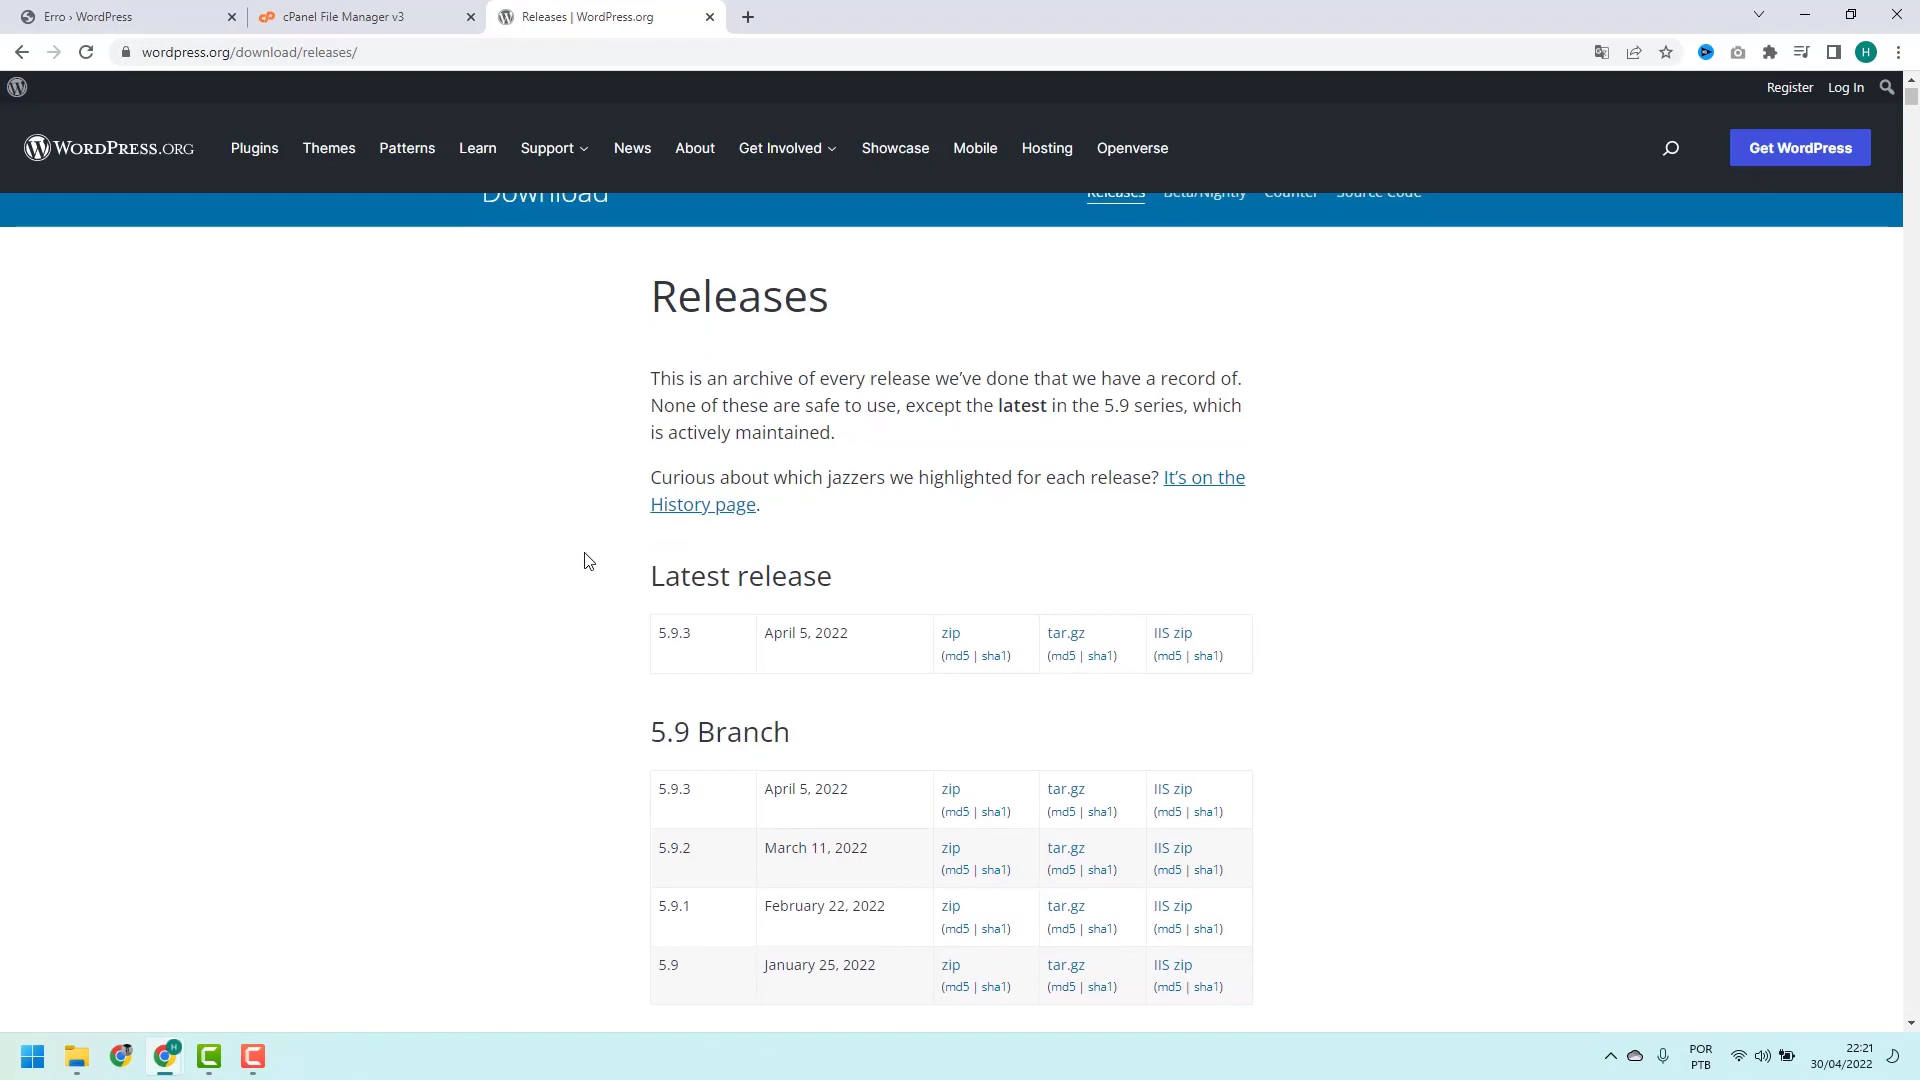 Ero › WordPress
cPanel File Manager v3
Releases | WordPress.org
wordpress.org/download/releases/
H
Register
Log In
WORDPRESS.ORG
Plugins
Themes
Patterns
Learn
Support
News
About
Get Involved
Showcase
Mobile
Hosting
Openverse
Get WordPress
Download
Releases
Beta/Nightly
Counter
Source Code
Releases
This is an archive of every release we've done that we have a record of.
None of these are safe to use, except the latest in the 5.9 series, which
is actively maintained.
Curious about which jazzers we highlighted for each release? It's on the
History page.
Latest release
5.9.3 April 5, 2022 zip tar.gz IIS zip
(md5 | sha1) (md5 | sha1) (md5 | sha1)
5.9 Branch
5.9.3 April 5, 2022 zip tar.gz IIS zip
(md5 | sha1) (md5 | sha1) (md5 | sha1)
5.9.2 March 11, 2022 zip tar.gz IIS zip
(md5 | sha1) (md5 | sha1) (md5 | sha1)
5.9.1 February 22, 2022 zip tar.gz IIS zip
(md5 | sha1) (md5 | sha1) (md5 | sha1)
5.9 January 25, 2022 zip tar.gz IIS zip
(md5 | sha1) (md5 | sha1) (md5 | sha1)
H
POR
PTB
22:21
30/04/2022